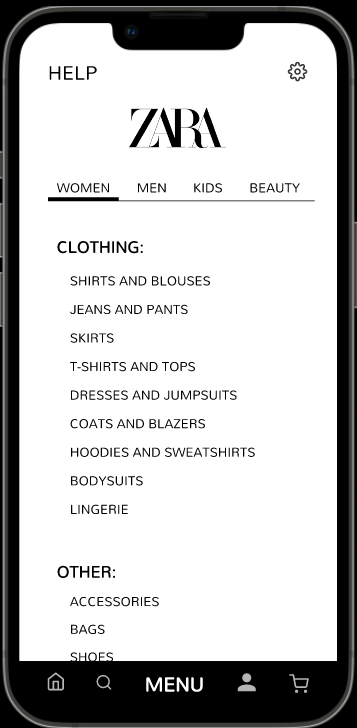 HELP
ZARA
WOMEN MEN KIDS BEAUTY
CLOTHING:
SHIRTS AND BLOUSES
JEANS AND PANTS
SKIRTS
T-SHIRTS AND TOPS
DRESSES AND JUMPSUITS
COATS AND BLAZERS
HOODIES AND SWEATSHIRTS
BODYSUITS
LINGERIE
OTHER:
ACCESSORIES
BAGS
SHOES
MENU